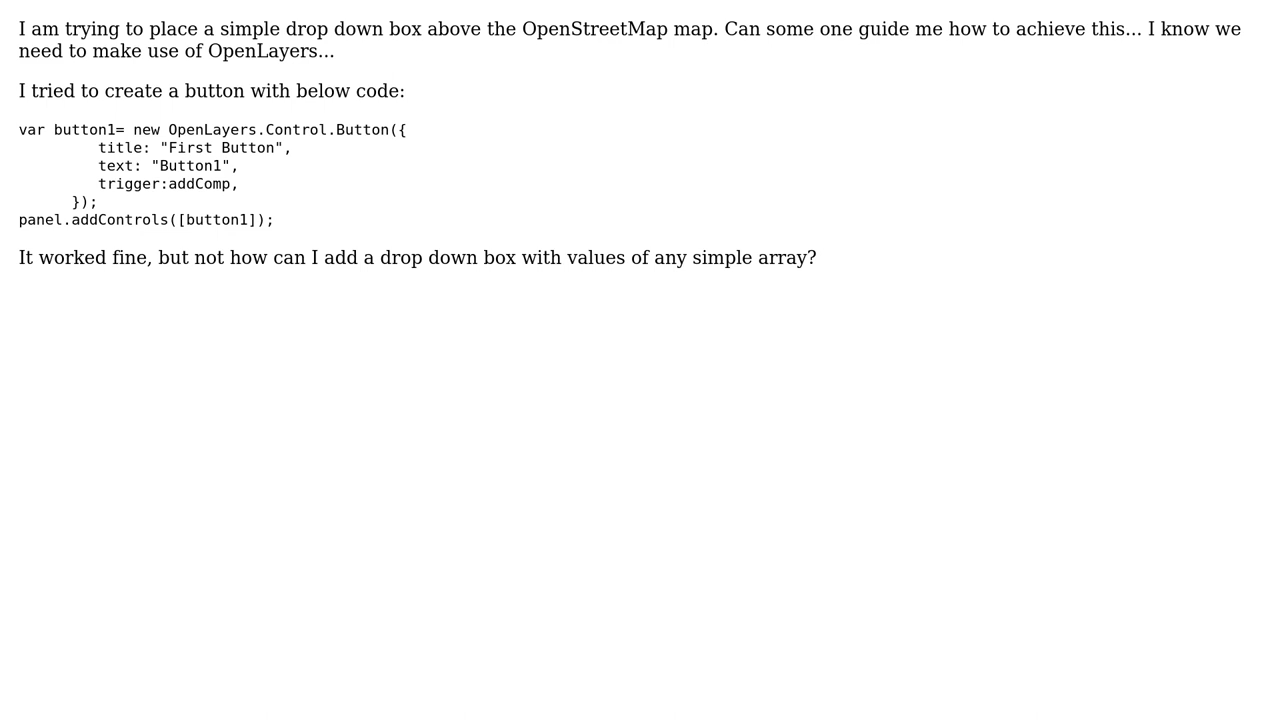 I am trying to place a simple drop down box above the OpenStreetMap map. Can some one guide me how to achieve this... I know we
need to make use of OpenLayers...
I tried to create a button with below code:
var button1= new OpenLayers.Control.Button({
         title: "First Button",
         text: "Button1",
         trigger:addComp,
      });
panel.addControls([button1]);
It worked fine, but not how can I add a drop down box with values of any simple array?